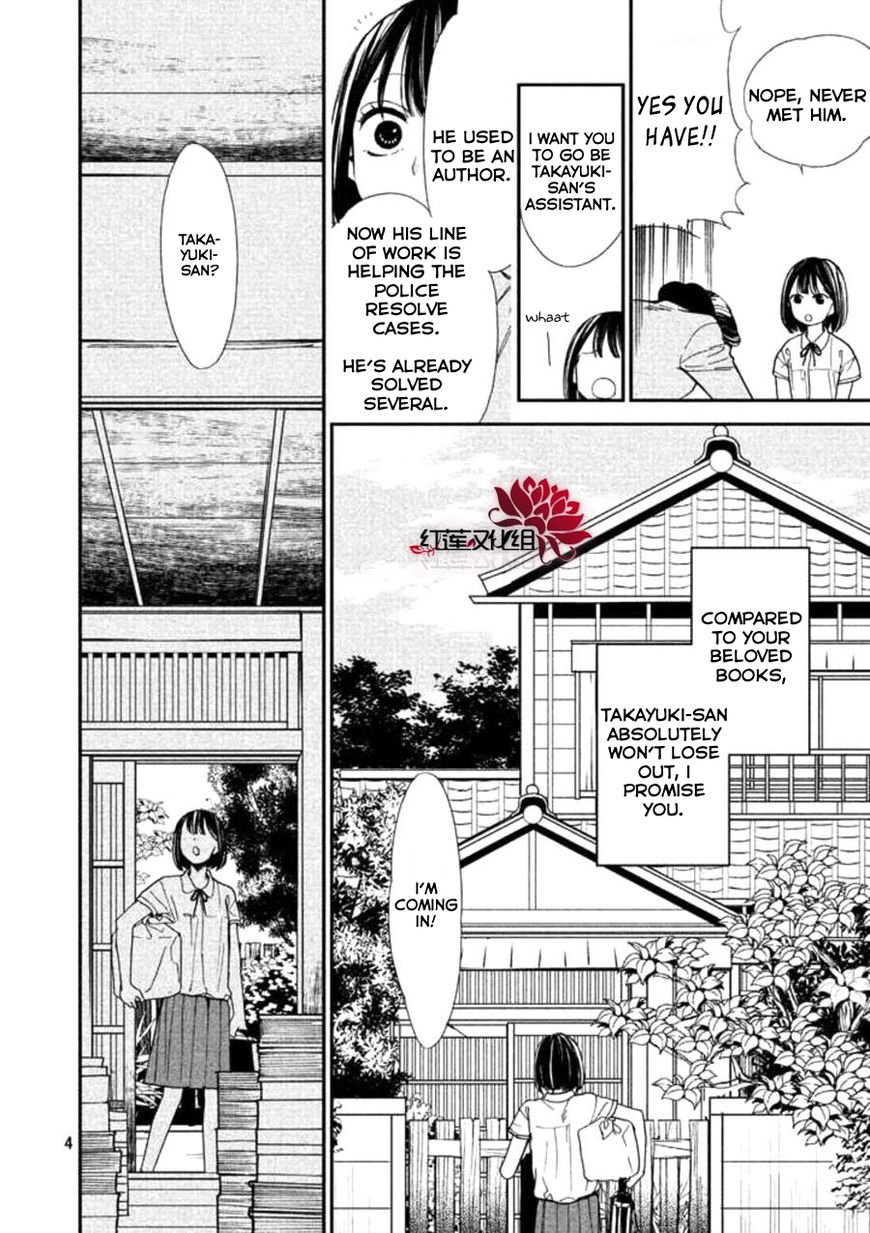 NOPE, NEVER
MET HIM.
YES YOU
HAVE!!
I WANT YOU
TO GO BE
TAKAYUKI-
SAN'S
ASSISTANT.
whaat
HE USED
TO BE AN
AUTHOR.
NOW HIS LINE
OF WORK IS
HELPING THE
POLICE
RESOLVE
CASES.
HE'S ALREADY
SOLVED
SEVERAL.
COMPARED
TO YOUR
BELOVED
BOOKS,
TAKAYUKI-SAN
ABSOLUTELY
WON'T LOSE
OUT, I
PROMISE
YOU.
红莲文化组
I'M
COMING
IN!
TAKA-
YUKI-
SAN?
4